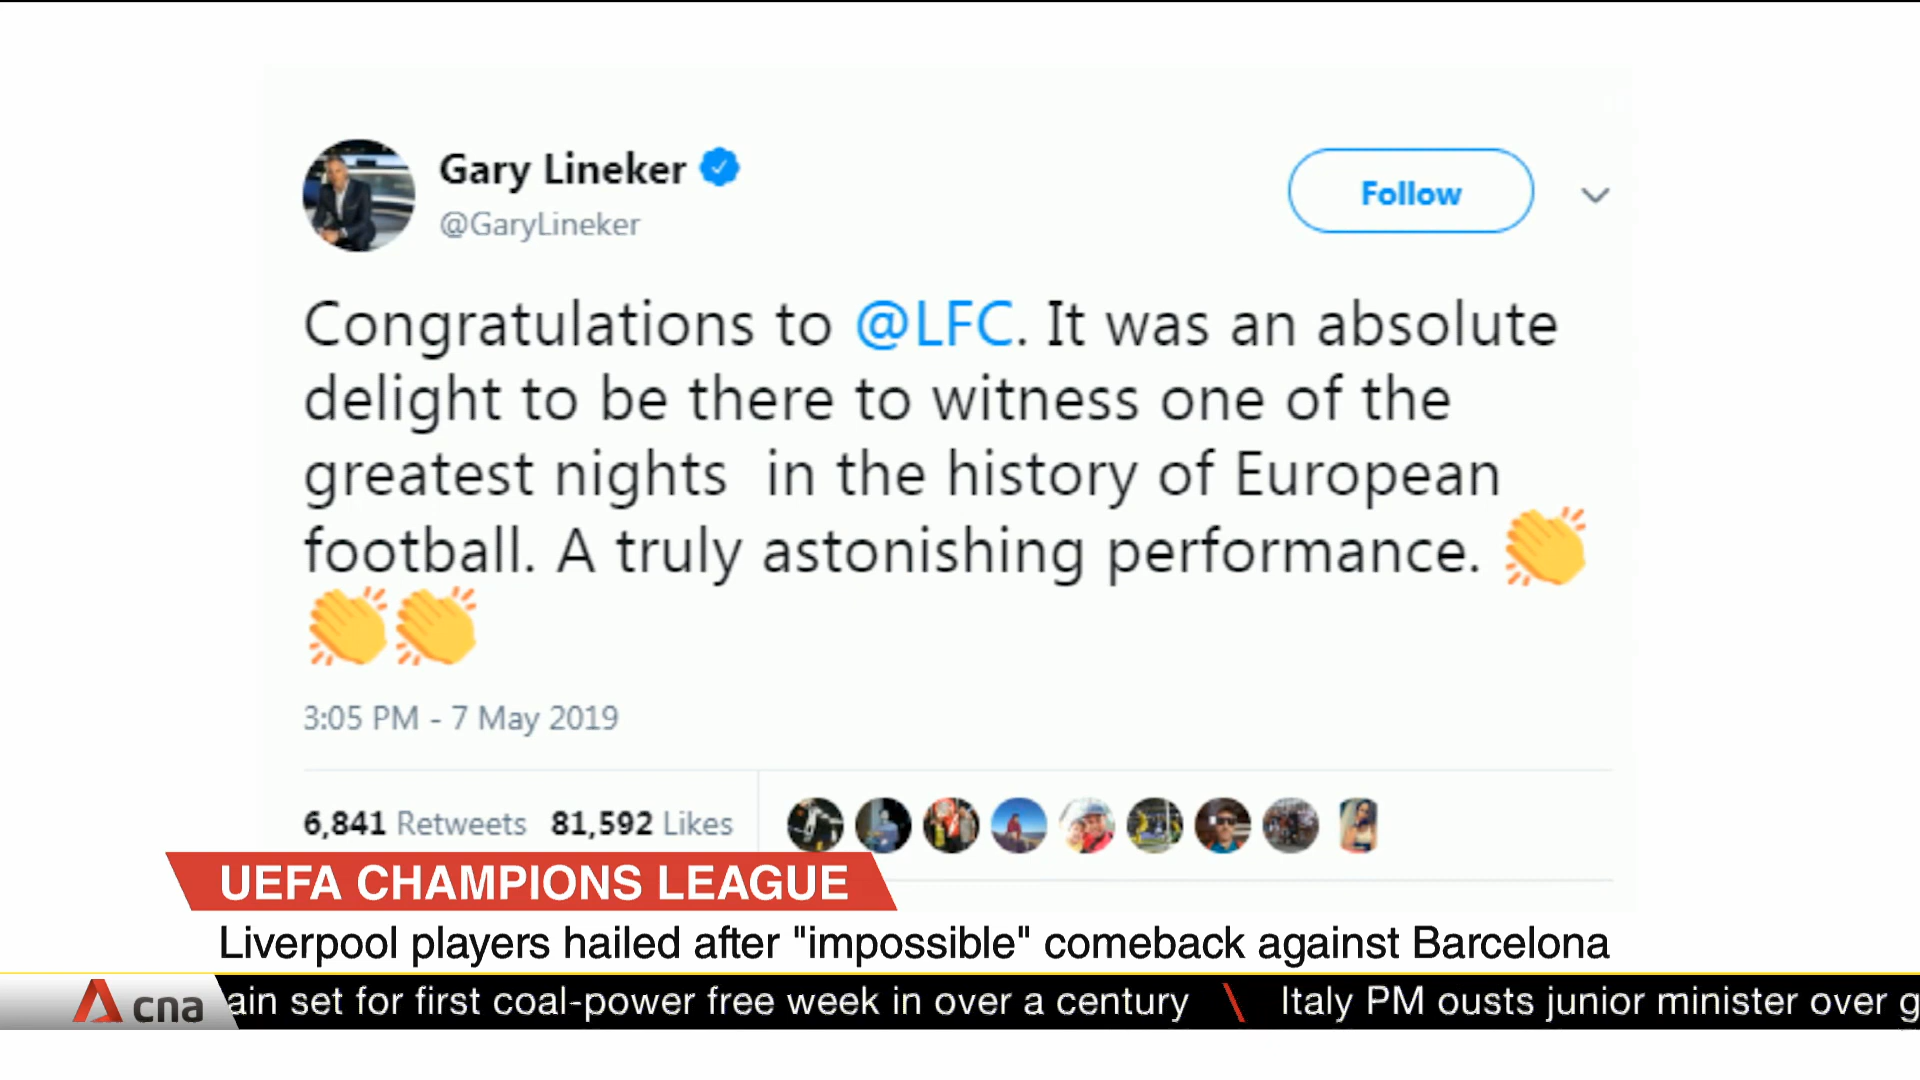 Gary Lineker
@GaryLineker
Follow
Congratulations to @LFC. It was an absolute
delight to be there to witness one of the
greatest nights  in the history of European
football. A truly astonishing performance. 👏
👏👏
3:05 PM - 7 May 2019
6,841 Retweets 81,592 Likes
UEFA CHAMPIONS LEAGUE
Liverpool players hailed after "impossible" comeback against Barcelona
cna
ain set for first coal-power free week in over a century \ Italy PM ousts junior minister over g